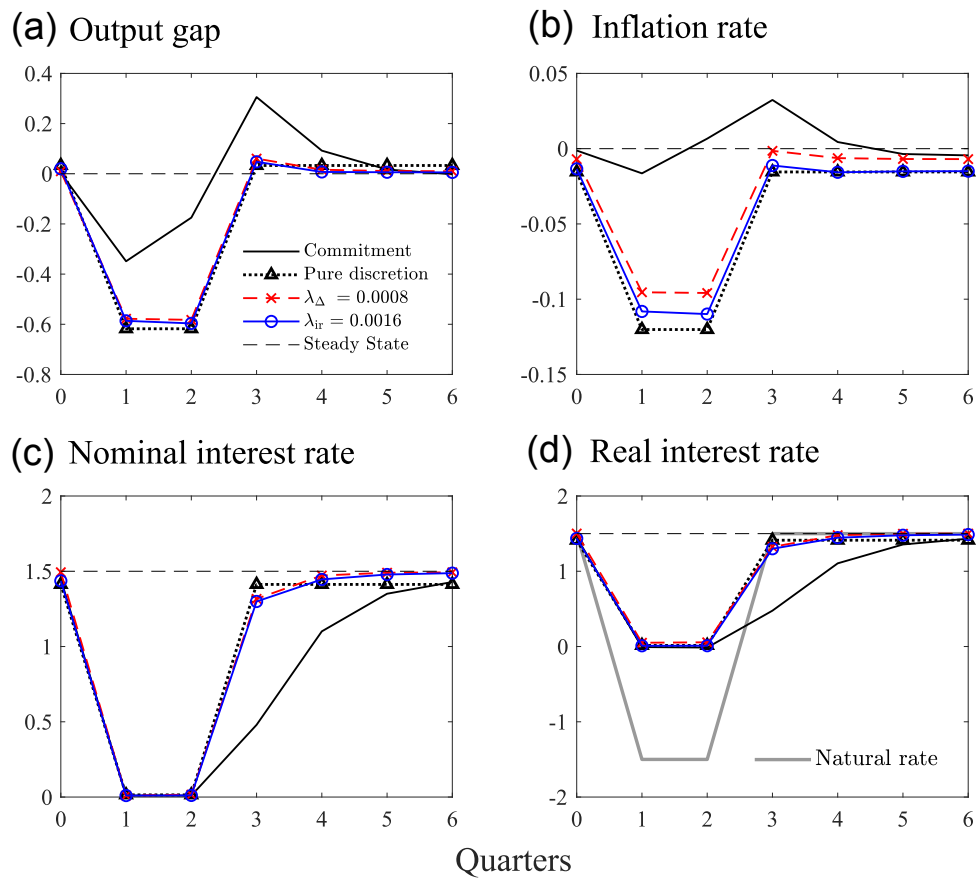 (a) Output gap
(b) Inflation rate
0.4
0.2
0
-0.2
-0.4
-0.6
-0.8
0 1 2 3 4 5 6
Commitment
Pure discretion
λΔ = 0.0008
λir = 0.0016
Steady State
0.05
0
-0.05
-0.1
-0.15
0 1 2 3 4 5 6
(c) Nominal interest rate
(d) Real interest rate
2
1.5
1
0.5
0
0 1 2 3 4 5 6
2
1
0
-1
-2
0 1 2 3 4 5 6
Natural rate
Quarters